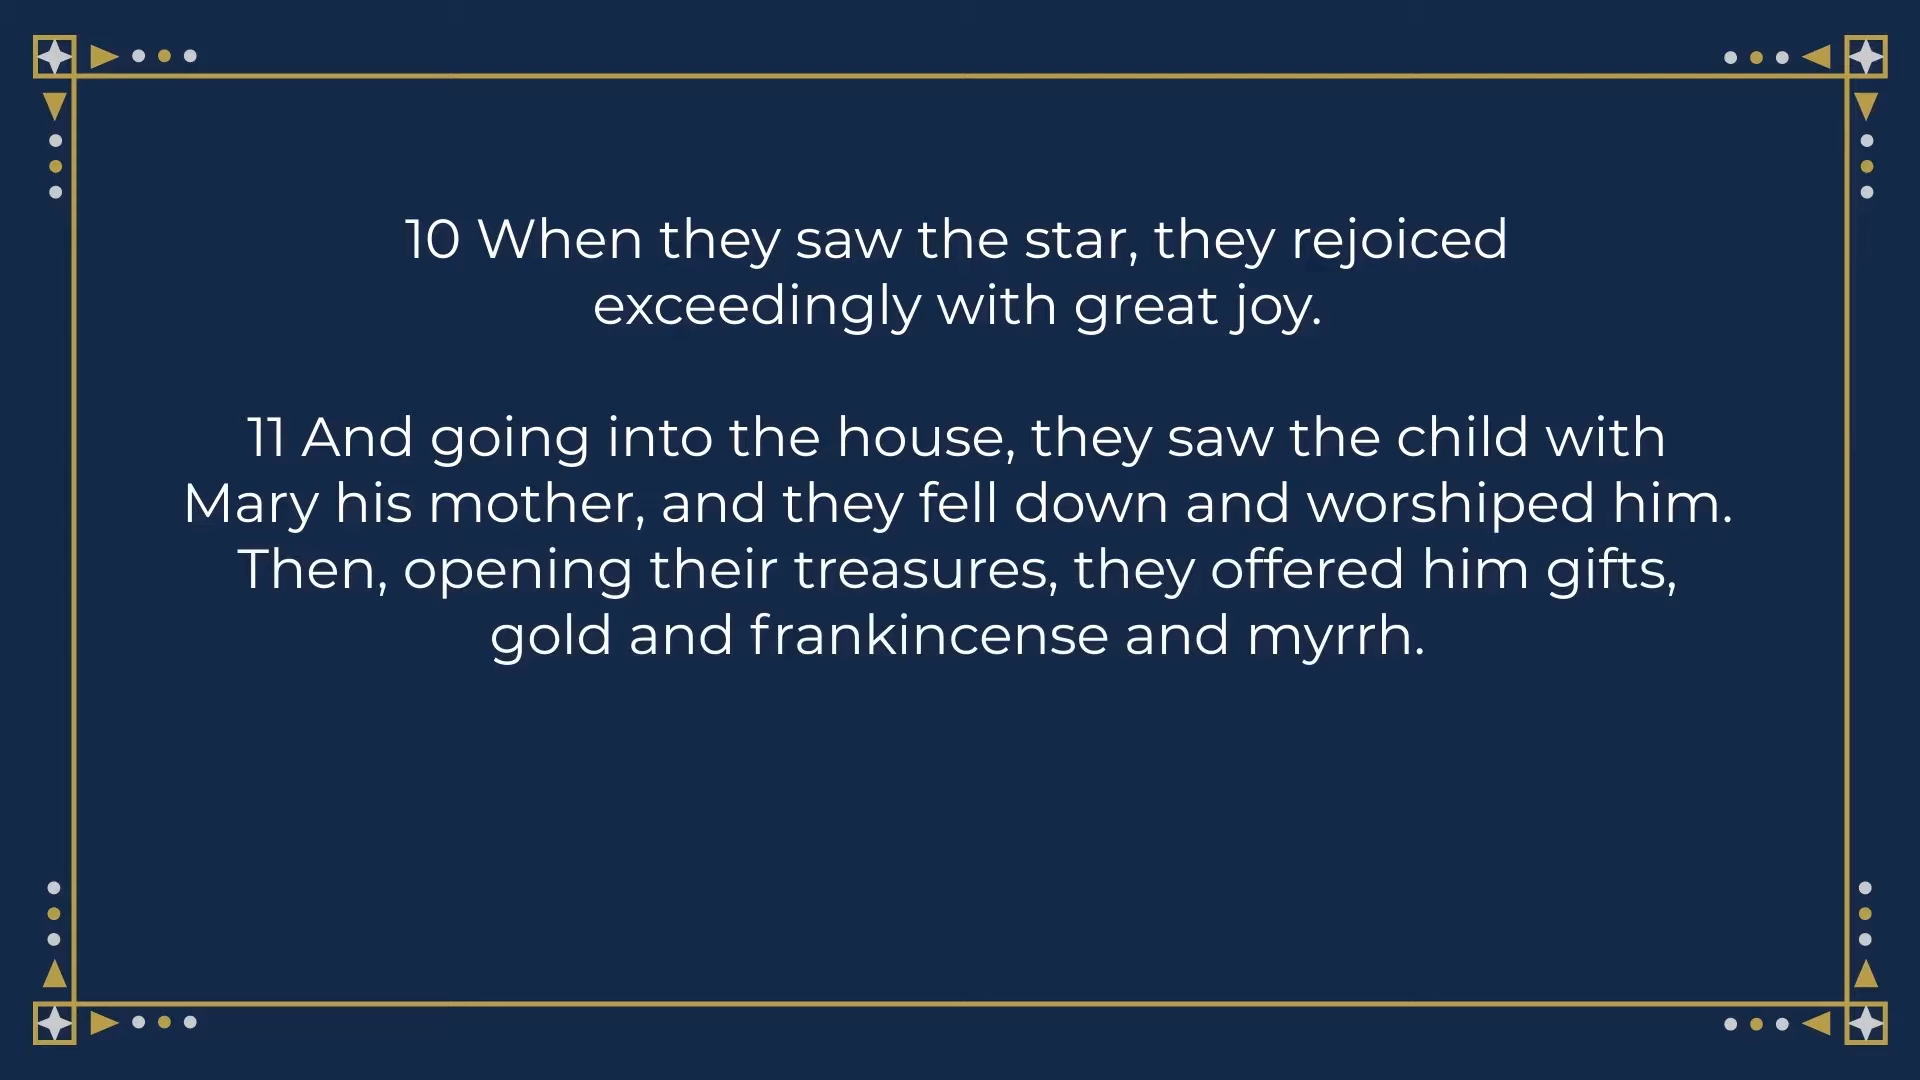 10 When they saw the star, they rejoiced
exceedingly with great joy.
11 And going into the house, they saw the child with
Mary his mother, and they fell down and worshiped him.
Then, opening their treasures, they offered him gifts,
gold and frankincense and myrrh.